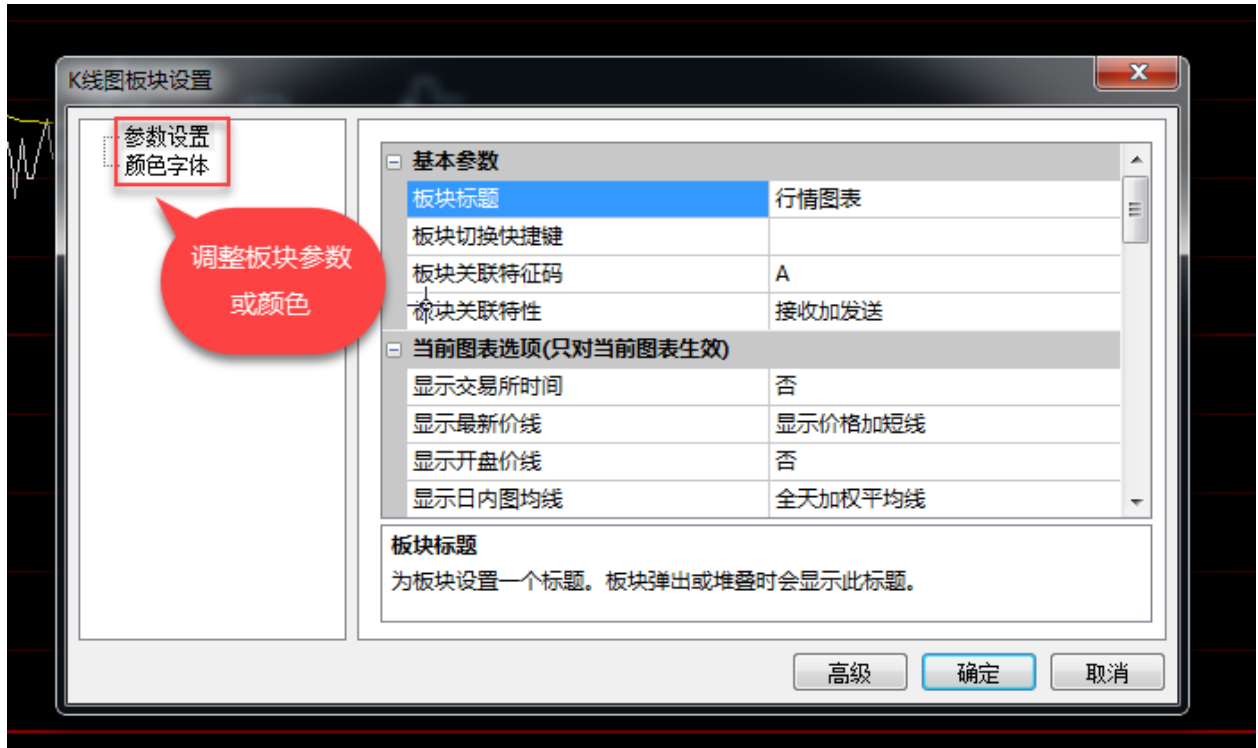 K线图板块设置
参数设置
颜色字体
调整板块参数
或颜色
基本参数
板块标题 行情图表
板块切换快捷键
板块关联特征码 A
板块关联特性 接收加发送
当前图表选项(只对当前图表生效)
显示交易所时间 否
显示最新价线 显示价格加短线
显示开盘价线 否
显示日内图均线 全天加权平均线
板块标题
为板块设置一个标题。板块弹出或堆叠时会显示此标题。
高级 确定 取消